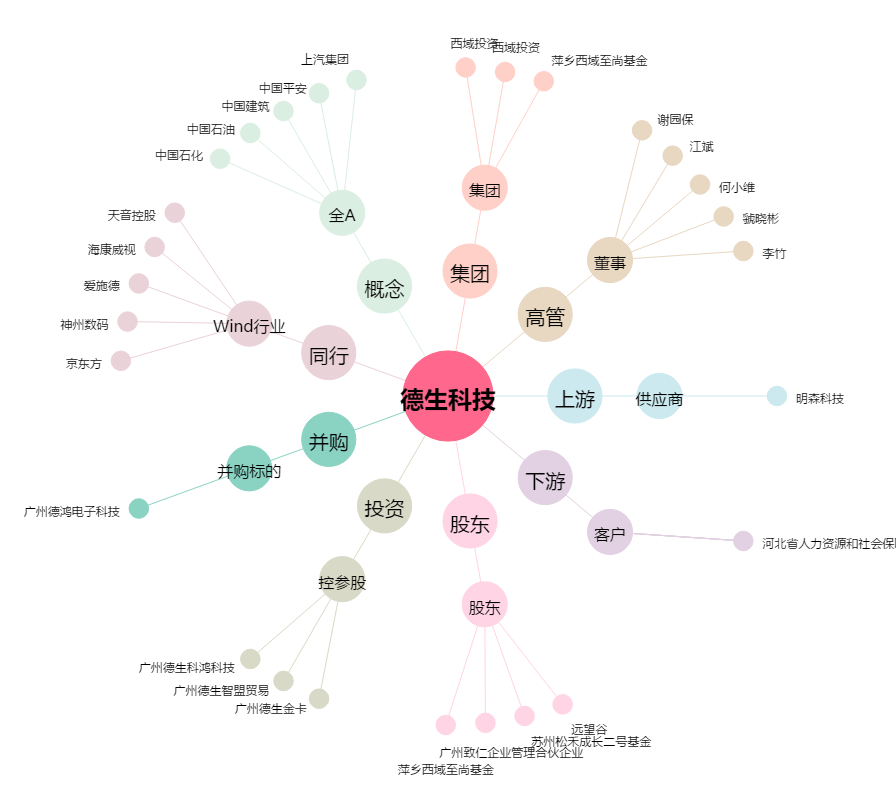 西域投资
西域投资
萍乡西域至尚基金
集团
集团
上汽集团
中国平安
中国建筑
中国石油
中国石化
全A
概念
谢园保
江斌
何小维
虢晓彬
李竹
董事
高管
天音控股
海康威视
爱施德
神州数码
京东方
Wind行业
同行
德生科技
上游
供应商
明森科技
并购
并购标的
广州德鸿电子科技
下游
客户
河北省人力资源和社会保
投资
控参股
广州德生科鸿科技
广州德生智盟贸易
广州德生金卡
股东
股东
远望谷
苏州松禾成长二号基金
广州致仁企业管理合伙企业
萍乡西域至尚基金